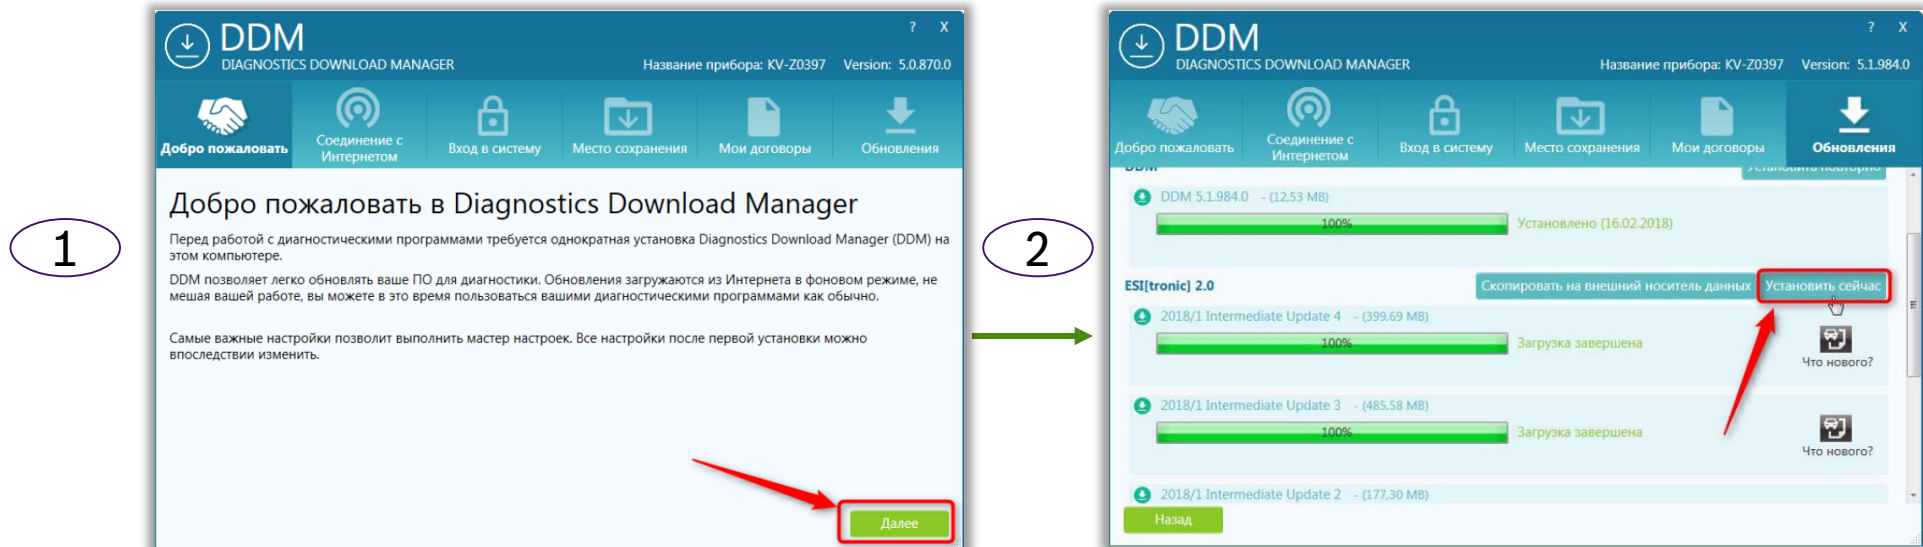 1
DDM
DIAGNOSTICS DOWNLOAD MANAGER
? X
Название прибора: KV-Z0397 Version: 5.0.870.0
Добро пожаловать
Соединение с
Интернетом
Вход в систему
Место сохранения
Мои договоры
Обновления
Добро пожаловать в Diagnostics Download Manager
Перед работой с диагностическими программами требуется однократная установка Diagnostics Download Manager (DDM) на
этом компьютере.
DDM позволяет легко обновлять ваше ПО для диагностики. Обновления загружаются из Интернета в фоновом режиме, не
мешая вашей работе, вы можете в это время пользоваться вашими диагностическими программами как обычно.
Самые важные настройки позволит выполнить мастер настроек. Все настройки после первой установки можно
впоследствии изменить.
Далее
2
DDM
DIAGNOSTICS DOWNLOAD MANAGER
? X
Название прибора: KV-Z0397 Version: 5.1.984.0
Добро пожаловать
Соединение с
Интернетом
Вход в систему
Место сохранения
Мои договоры
Обновления
DDM
Установить повторно
DDM 5.1.984.0 - (12,53 MB)
100%
Установлено (16.02.2018)
ESI[tronic] 2.0
Скопировать на внешний носитель данных
Установить сейчас
2018/1 Intermediate Update 4 - (399,69 MB)
100%
Загрузка завершена
Что нового?
2018/1 Intermediate Update 3 - (485,58 MB)
100%
Загрузка завершена
Что нового?
2018/1 Intermediate Update 2 - (177,30 MB)
Назад